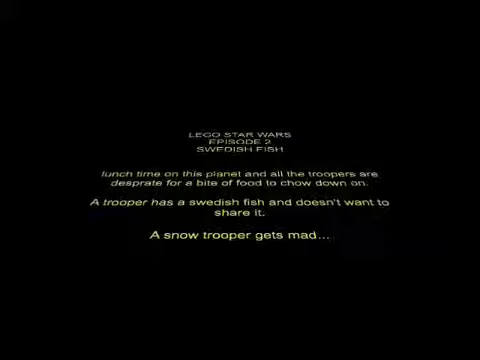 LEGO STAR WARS
EPISODE 2
SWEDISH FISH
lunch time on this planet and all the troopers are
desprate for a bite of food to chow down on.
A trooper has a swedish fish and doesn't want to
share it.
A snow trooper gets mad...